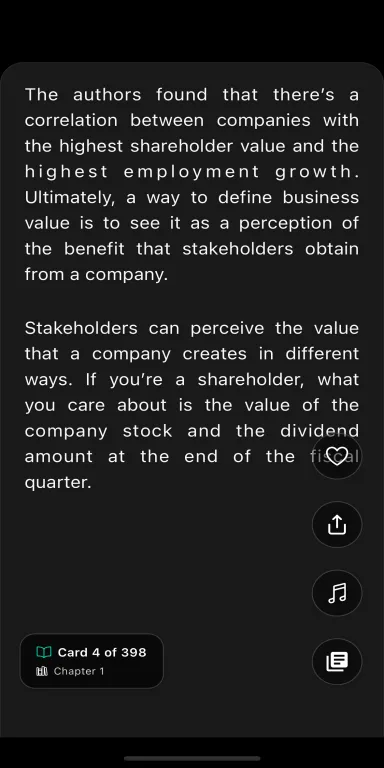 The authors found that there’s a
correlation between companies with
the highest shareholder value and the
highest employment growth.
Ultimately, a way to define business
value is to see it as a perception of
the benefit that stakeholders obtain
from a company.
Stakeholders can perceive the value
that a company creates in different
ways. If you’re a shareholder, what
you care about is the value of the
company stock and the dividend
amount at the end of the fiscal
quarter.
Card 4 of 398
Chapter 1